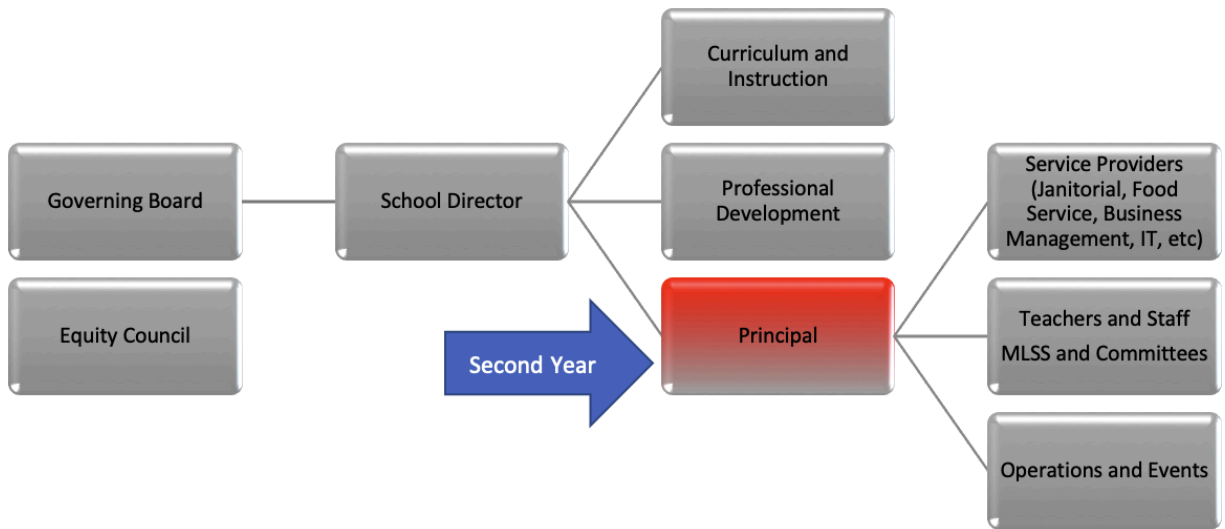 Curriculum and
Instruction
Governing Board
School Director
Professional
Development
Service Providers
(Janitorial, Food
Service, Business
Management, IT, etc)
Equity Council
Second Year
Principal
Teachers and Staff
MLSS and Committees
Operations and Events